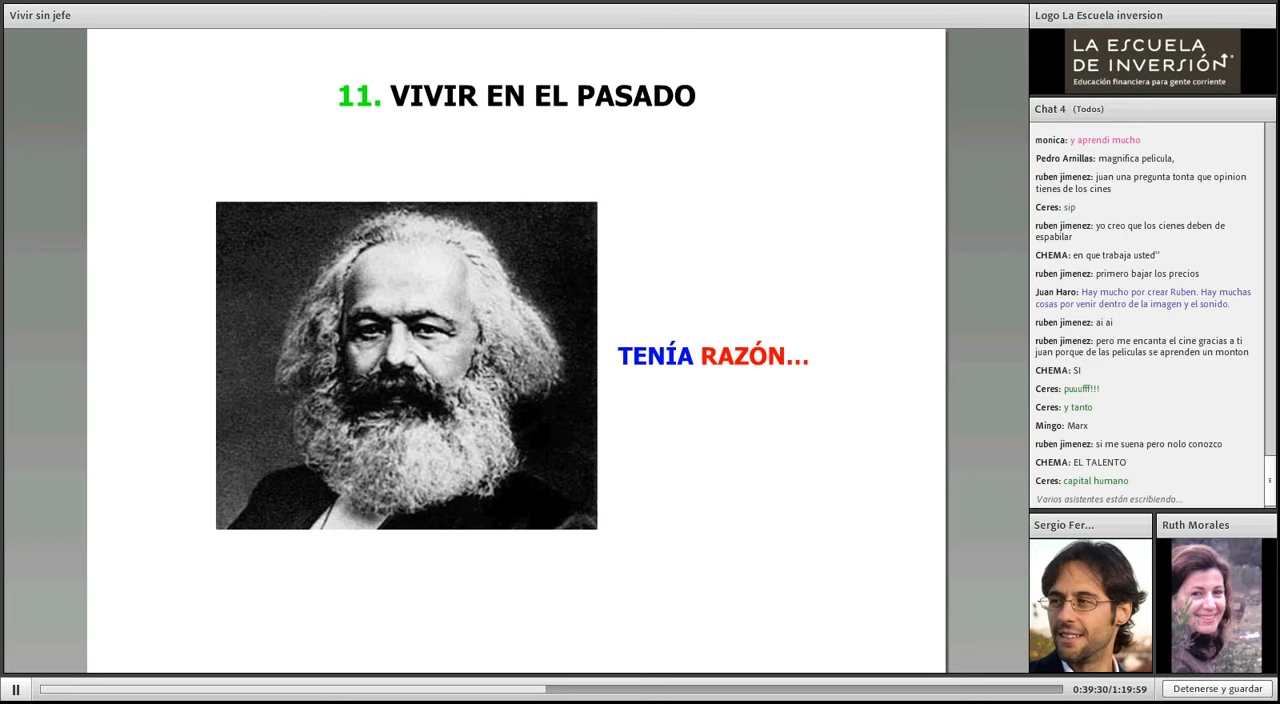 Vivir sin jefe
11. VIVIR EN EL PASADO
TENÍA RAZÓN...
Logo La Escuela inversion
LA ESCUELA
DE INVERSIÓN
Educación financiera para gente corriente
Chat 4 (Todos)
monica: y aprendi mucho
Pedro Arnillas: magnifica pelicula,
ruben jimenez: juan una pregunta tonta que opinion
tienes de los cines
Ceres: sip
ruben jimenez: yo creo que los cienes deben de
espabilar
CHEMA: en que trabaja usted"
ruben jimenez: primero bajar los precios
Juan Haro: Hay mucho por crear Ruben. Hay muchas
cosas por venir dentro de la imagen y el sonido.
ruben jimenez: ai ai
ruben jimenez: pero me encanta el cine gracias a ti
juan porque de las peliculas se aprenden un monton
CHEMA: SI
Ceres: puuufff!!!
Ceres: y tanto
Mingo: Marx
ruben jimenez: si me suena pero nolo conozco
CHEMA: EL TALENTO
Ceres: capital humano
Varios asistentes están escribiendo...
Sergio Fer...
Ruth Morales
0:39:30/1:19:59
Detenerse y guardar